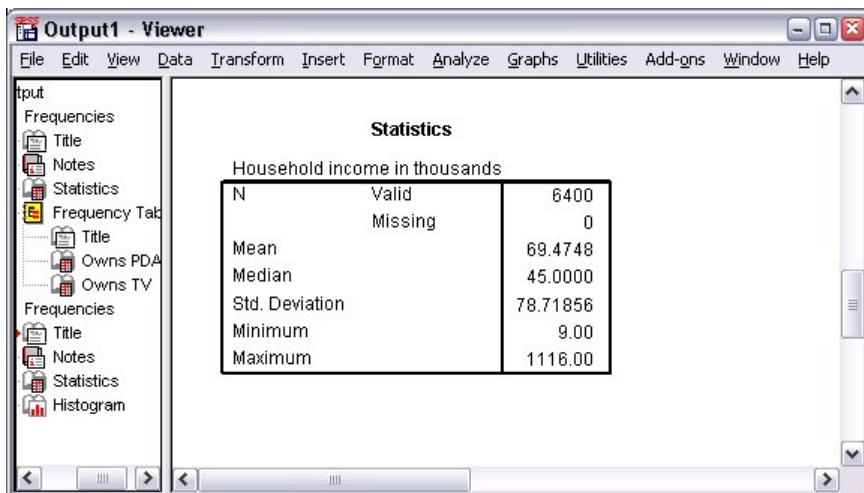 Output1 - Viewer
File Edit View Data Transform Insert Format Analyze Graphs Utilities Add-ons Window Help
tput
Frequencies
Title
Notes
Statistics
Frequency Tab
Title
Owns PDA
Owns TV
Frequencies
Title
Notes
Statistics
Histogram
Statistics
Household income in thousands
N Valid 6400
Missing 0
Mean 69.4748
Median 45.0000
Std. Deviation 78.71856
Minimum 9.00
Maximum 1116.00